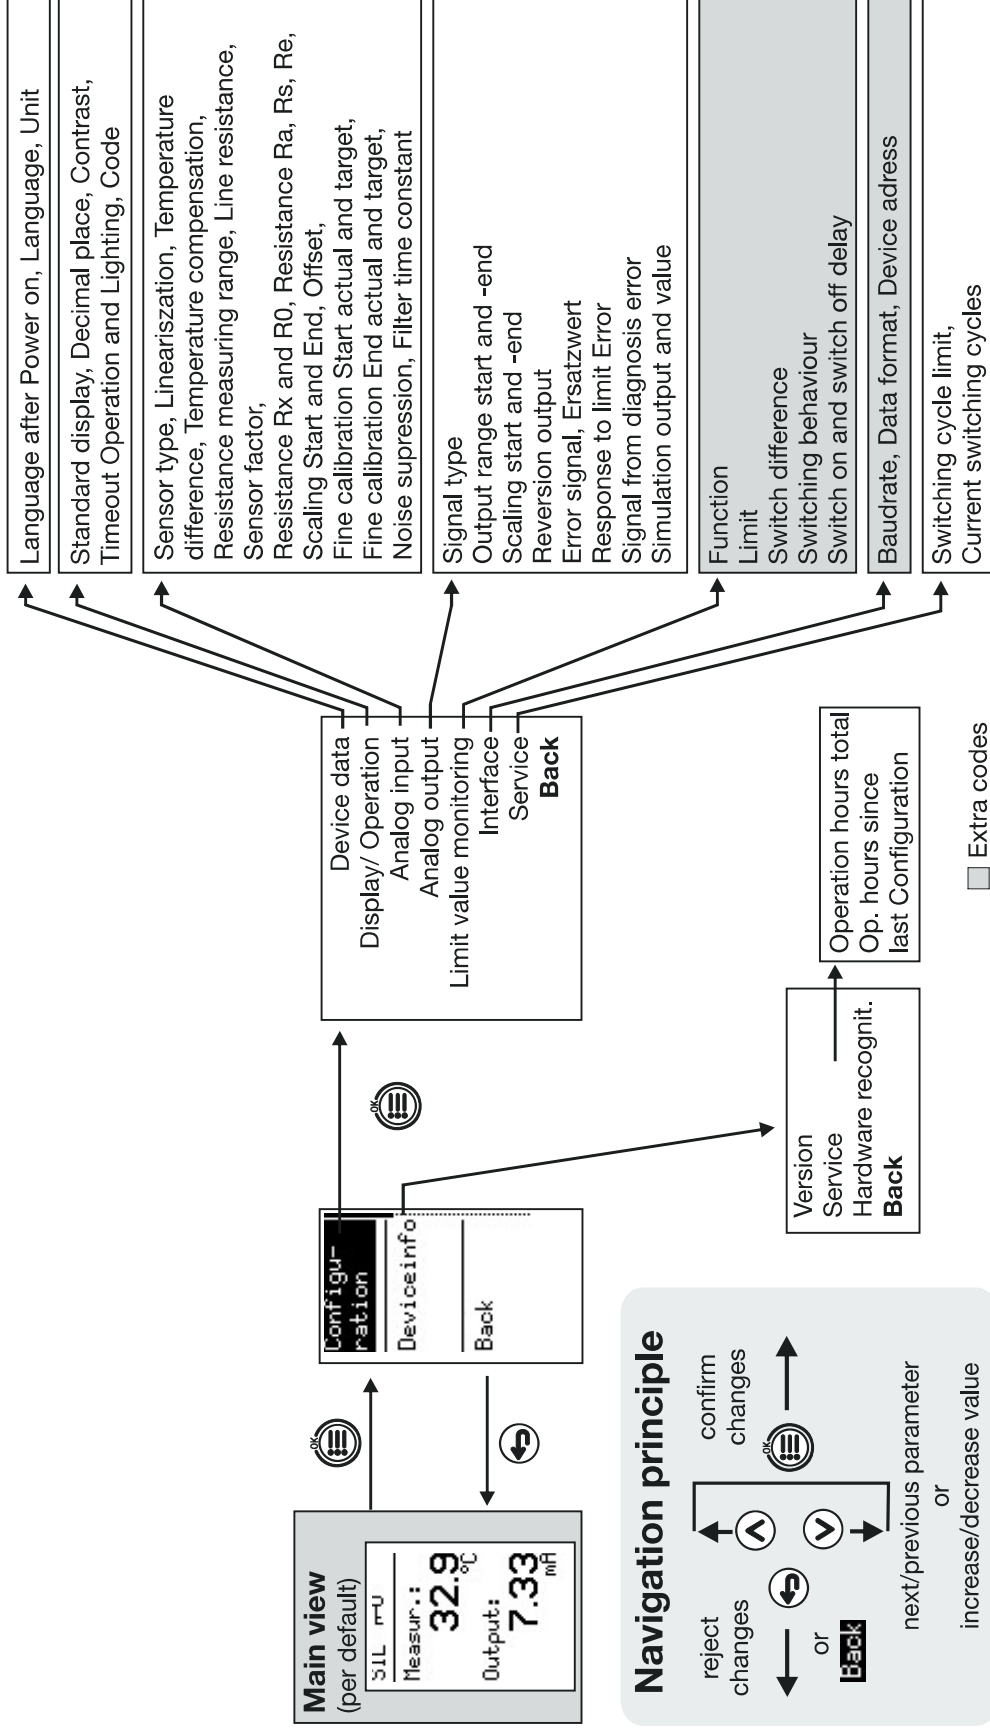 Main view
(per default)
SIL
Measur.:
32.9
°C
Output:
7.33
mA
OK
Configu-
ration
Deviceinfo
Back
OK
Device data
Display/ Operation
Analog input
Analog output
Limit value monitoring
Interface
Service
Back
Language after Power on, Language, Unit
Standard display, Decimal place, Contrast,
Timeout Operation and Lighting, Code
Sensor type, Lineariszation, Temperature
difference, Temperature compensation,
Resistance measuring range, Line resistance,
Sensor factor,
Resistance Rx and R0, Resistance Ra, Rs, Re,
Scaling Start and End, Offset,
Fine calibration Start actual and target,
Fine calibration End actual and target,
Noise supression, Filter time constant
Signal type
Output range start and -end
Scaling start and -end
Reversion output
Error signal, Ersatzwert
Response to limit Error
Signal from diagnosis error
Simulation output and value
Function
Limit
Switch difference
Switching behaviour
Switch on and switch off delay
Baudrate, Data format, Device adress
Switching cycle limit,
Current switching cycles
Version
Service
Hardware recognit.
Back
Operation hours total
Op. hours since
last Configuration
Extra codes
Navigation principle
reject
changes
or
Back
OK
confirm
changes
next/previous parameter
or
increase/decrease value